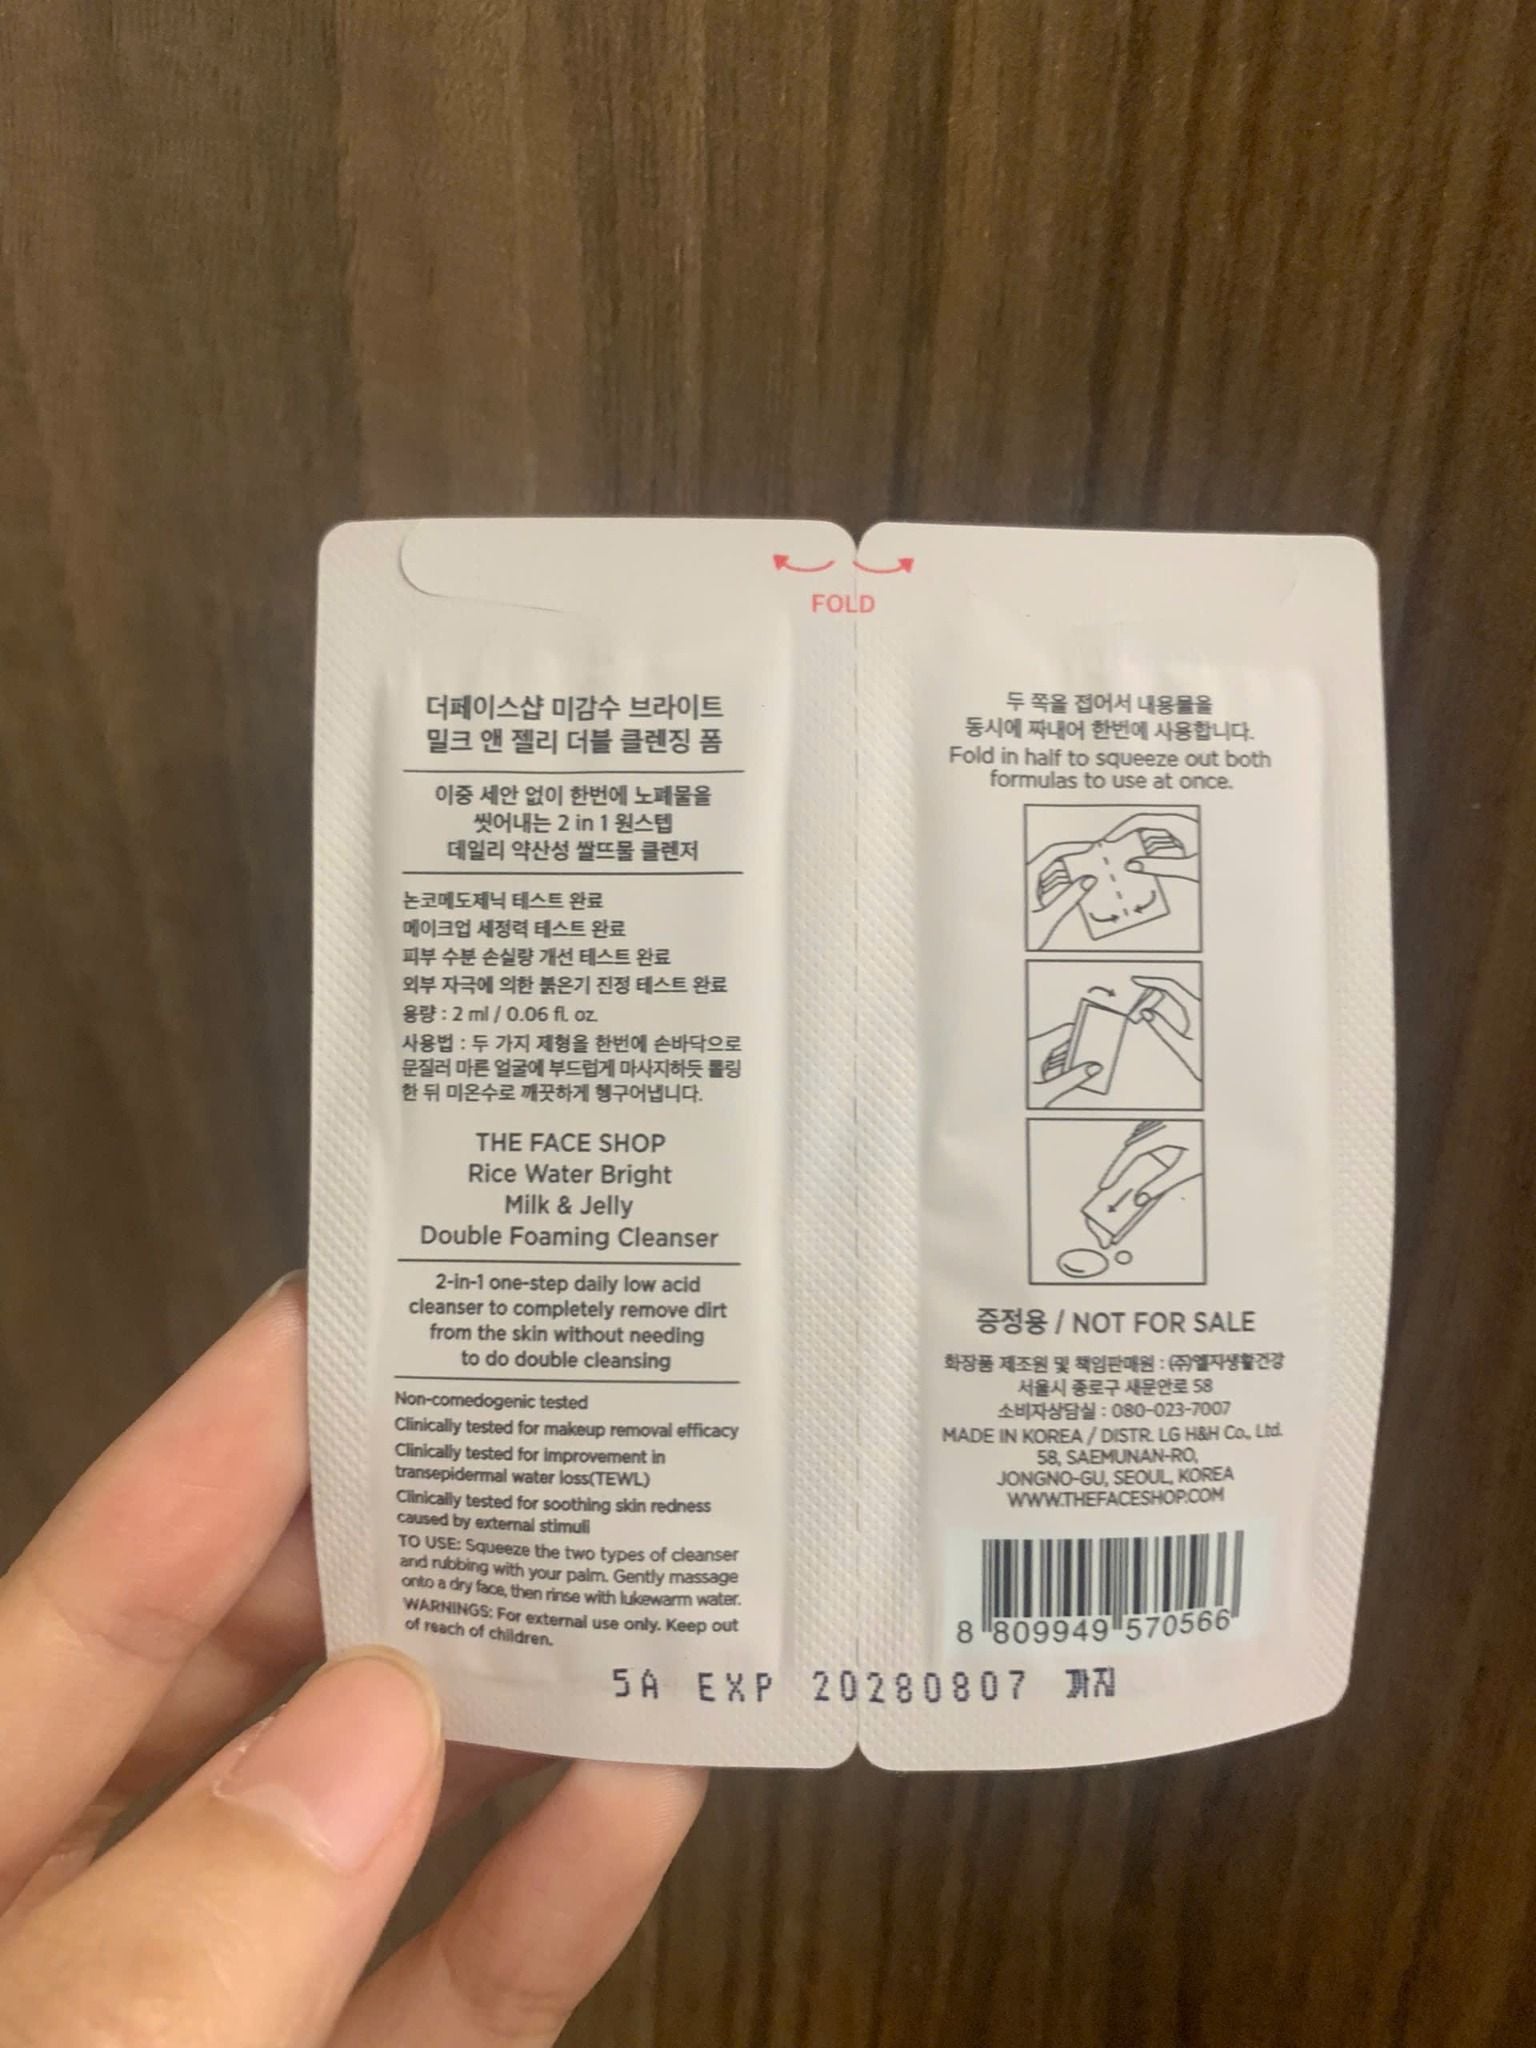 FOLD
더페이스샵 미감수 브라이트
밀크 앤 젤리 더블 클렌징 폼
이중 세안 없이 한번에 노폐물을
씻어내는 2 in 1 원스텝
데일리 약산성 쌀뜨물 클렌저
논코메도제닉 테스트 완료
메이크업 세정력 테스트 완료
피부 수분 손실량 개선 테스트 완료
외부 자극에 의한 붉은기 진정 테스트 완료
용량 : 2 ml / 0.06 fl. oz.
사용법 : 두 가지 제형을 한번에 손바닥으로
문질러 마른 얼굴에 부드럽게 마사지하듯 롤링
한 뒤 미온수로 깨끗하게 헹구어냅니다.
THE FACE SHOP
Rice Water Bright
Milk & Jelly
Double Foaming Cleanser
2-in-1 one-step daily low acid
cleanser to completely remove dirt
from the skin without needing
to do double cleansing
Non-comedogenic tested
Clinically tested for makeup removal efficacy
Clinically tested for improvement in
transepidermal water loss(TEWL)
Clinically tested for soothing skin redness
caused by external stimuli
TO USE: Squeeze the two types of cleanser
and rubbing with your palm. Gently massage
onto a dry face, then rinse with lukewarm water.
WARNINGS: For external use only. Keep out
of reach of children.
두 쪽을 접어서 내용물을
동시에 짜내어 한번에 사용합니다.
Fold in half to squeeze out both
formulas to use at once.
증정용 / NOT FOR SALE
화장품 제조원 및 책임판매원 : (주)엘지생활건강
서울시 종로구 새문안로 58
소비자상담실 : 080-023-7007
MADE IN KOREA / DISTR. LG H&H Co., Ltd.
58, SAEMUNAN-RO,
JONGNO-GU, SEOUL, KOREA
WWW.THEFACESHOP.COM
8 809949 570566
5A EXP 20280807 까지